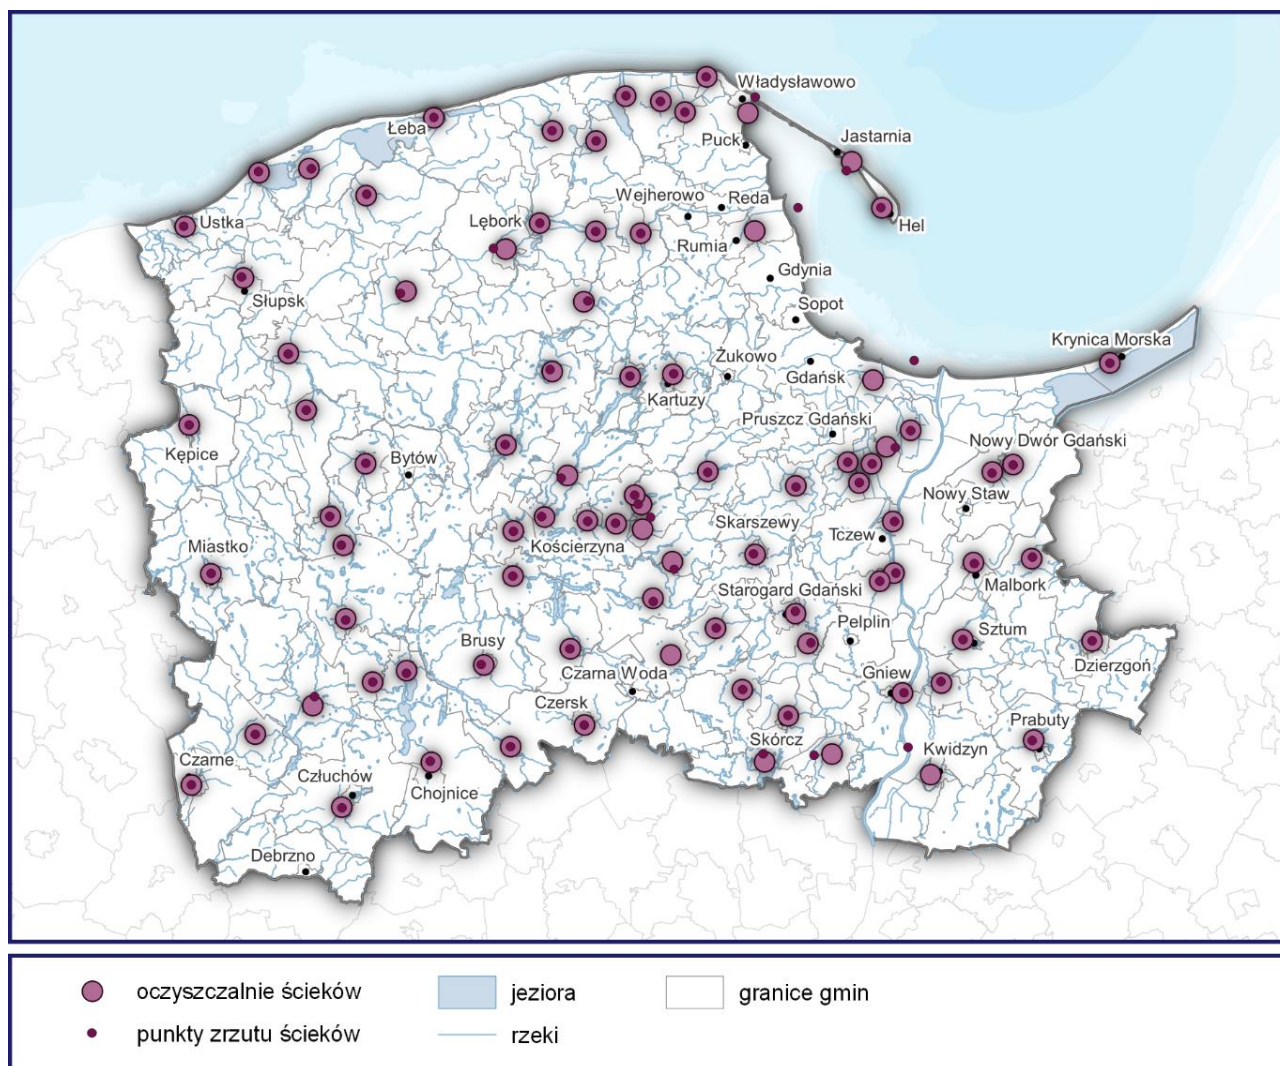 Władysławowo
Łeba
Puck
Jastarnia
Hel
Ustka
Wejherowo
Reda
Lębork
Rumia
Gdynia
Słupsk
Sopot
Krynica Morska
Żukowo
Gdańsk
Kartuzy
Pruszcz Gdański
Kępice
Bytów
Nowy Dwór Gdański
Nowy Staw
Skarszewy
Tczew
Kościerzyna
Miastko
Malbork
Starogard Gdański
Pelplin
Sztum
Brusy
Dzierzgoń
Czarna Woda
Gniew
Czersk
Prabuty
Skórcz
Kwidzyn
Czarne
Człuchów
Chojnice
Debrzno
oczyszczalnie ścieków
jeziora
granice gmin
punkty zrzutu ścieków
rzeki